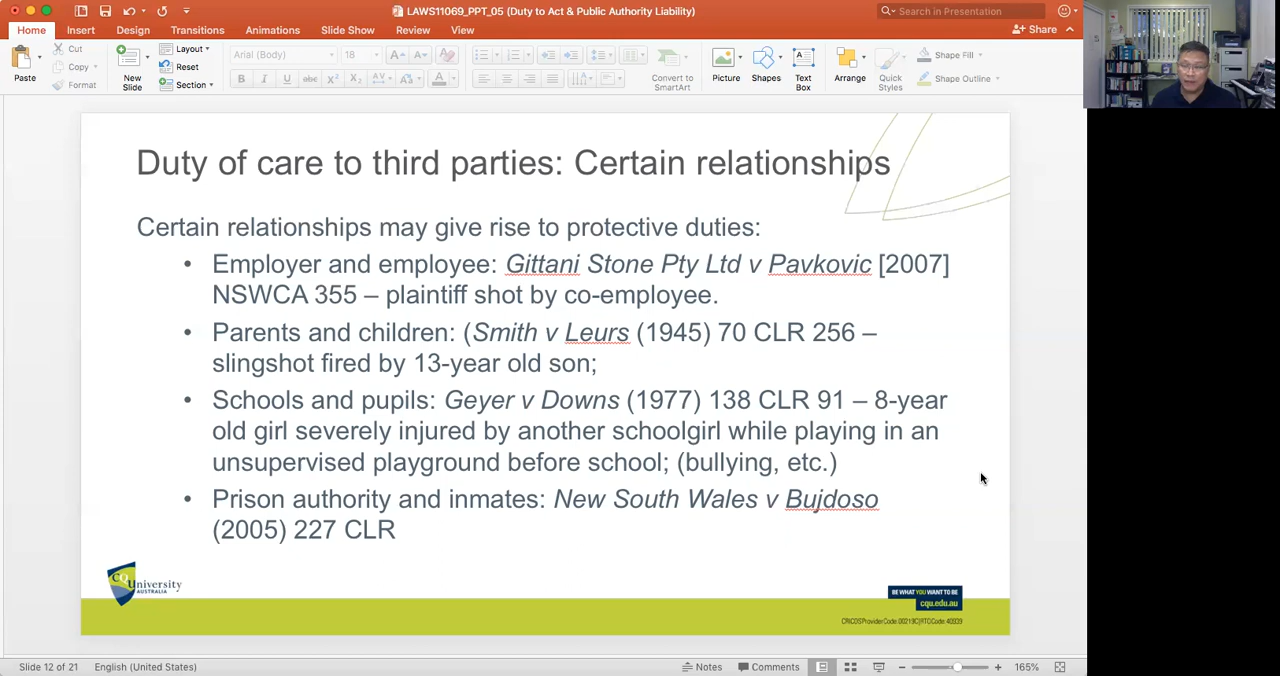 LAWS11069_PPT_05 (Duty to Act & Public Authority Liability)
Search in Presentation
Home Insert Design Transitions Animations Slide Show Review View
Share
Paste
Cut
Copy
Format
New
Slide
Layout
Reset
Section
Arial (Body)
18
Convert to
SmartArt
Picture
Shapes
Text
Box
Arrange
Quick
Styles
Shape Fill
Shape Outline
Duty of care to third parties: Certain relationships
Certain relationships may give rise to protective duties:
• Employer and employee: Gittani Stone Pty Ltd v Pavkovic [2007]
NSWCA 355 – plaintiff shot by co-employee.
• Parents and children: (Smith v Leurs (1945) 70 CLR 256 –
slingshot fired by 13-year old son;
• Schools and pupils: Geyer v Downs (1977) 138 CLR 91 – 8-year
old girl severely injured by another schoolgirl while playing in an
unsupervised playground before school; (bullying, etc.)
• Prison authority and inmates: New South Wales v Bujdoso
(2005) 227 CLR
CQUniversity
AUSTRALIA
BE WHAT YOU WANT TO BE
cqu.edu.au
Slide 12 of 21 English (United States)
Notes Comments 165%